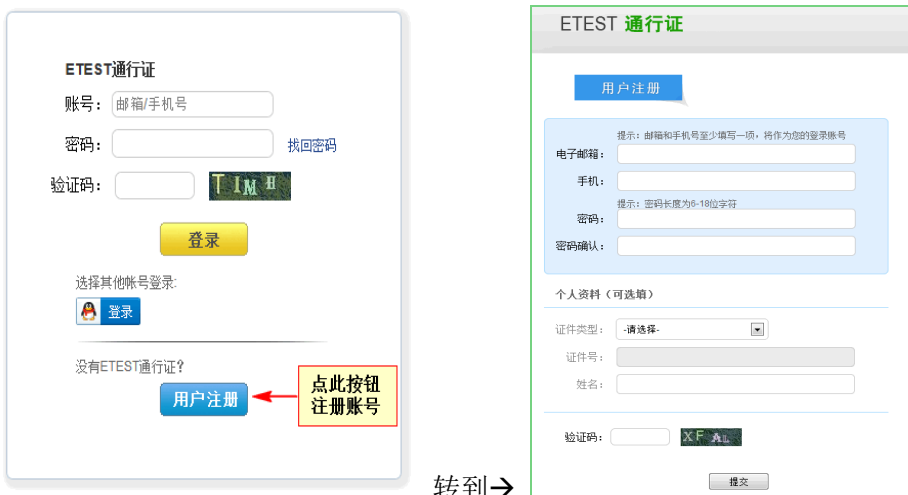 ETEST通行证
账号：邮箱/手机号
密码：找回密码
验证码：TIMH
登录
选择其他帐号登录:
登录
没有ETEST通行证?
用户注册
点此按钮
注册账号
转到→
ETEST 通行证
用户注册
提示：邮箱和手机号至少填写一项，将作为您的登录账号
电子邮箱：
手机：
提示：密码长度为6-18位字符
密码：
密码确认：
个人资料（可选填）
证件类型：-请选择-
证件号：
姓名：
验证码：XFAL
提交